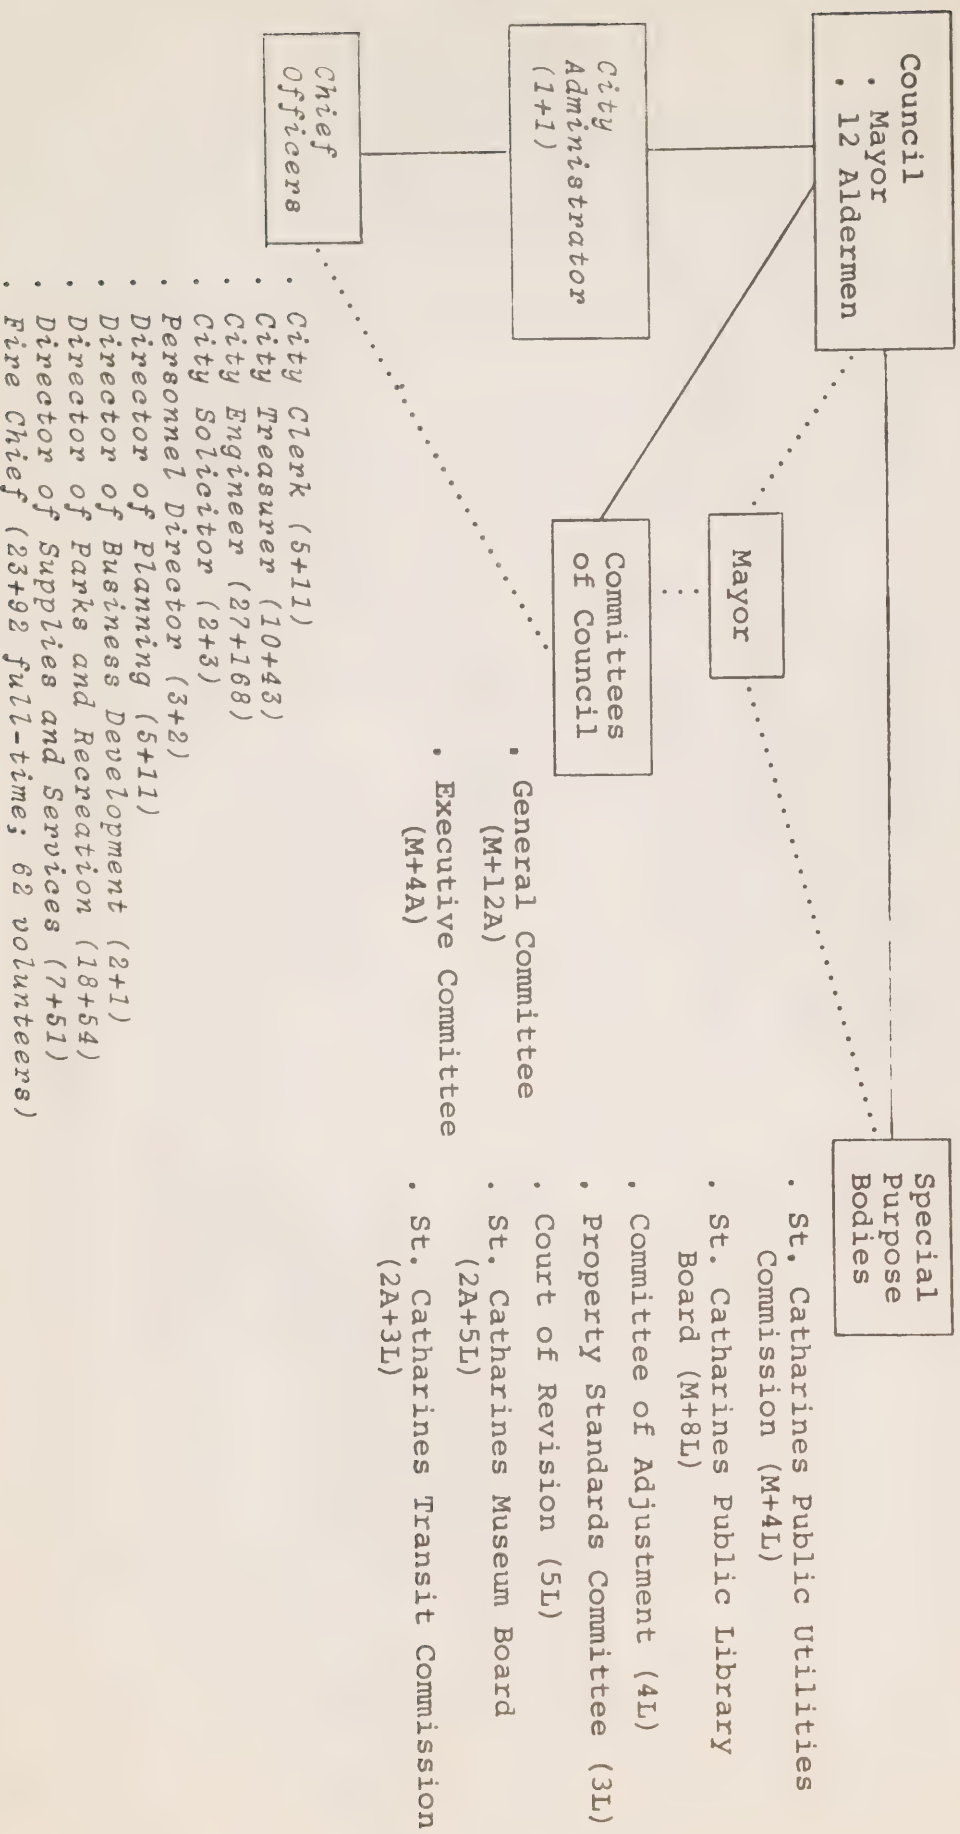 Council
. Mayor
. 12 Aldermen
Special
Purpose
Bodies
Mayor
City
Administrator
(1+1)
Committees
of Council
Chief
Officers
. General Committee
(M+12A)
. Executive Committee
(M+4A)
. St. Catharines Public Utilities
Commission (M+4L)
. St. Catharines Public Library
Board (M+8L)
. Committee of Adjustment (4L)
. Property Standards Committee (3L)
. Court of Revision (5L)
. St. Catharines Museum Board
(2A+5L)
. St. Catharines Transit Commission
(2A+3L)
. City Clerk (5+11)
. City Treasurer (10+43)
. City Engineer (27+168)
. City Solicitor (2+3)
. Personnel Director (3+2)
. Director of Planning (5+11)
. Director of Business Development (2+1)
. Director of Parks and Recreation (18+54)
. Director of Supplies and Services (7+51)
. Fire Chief (23+92 full-time; 62 volunteers)